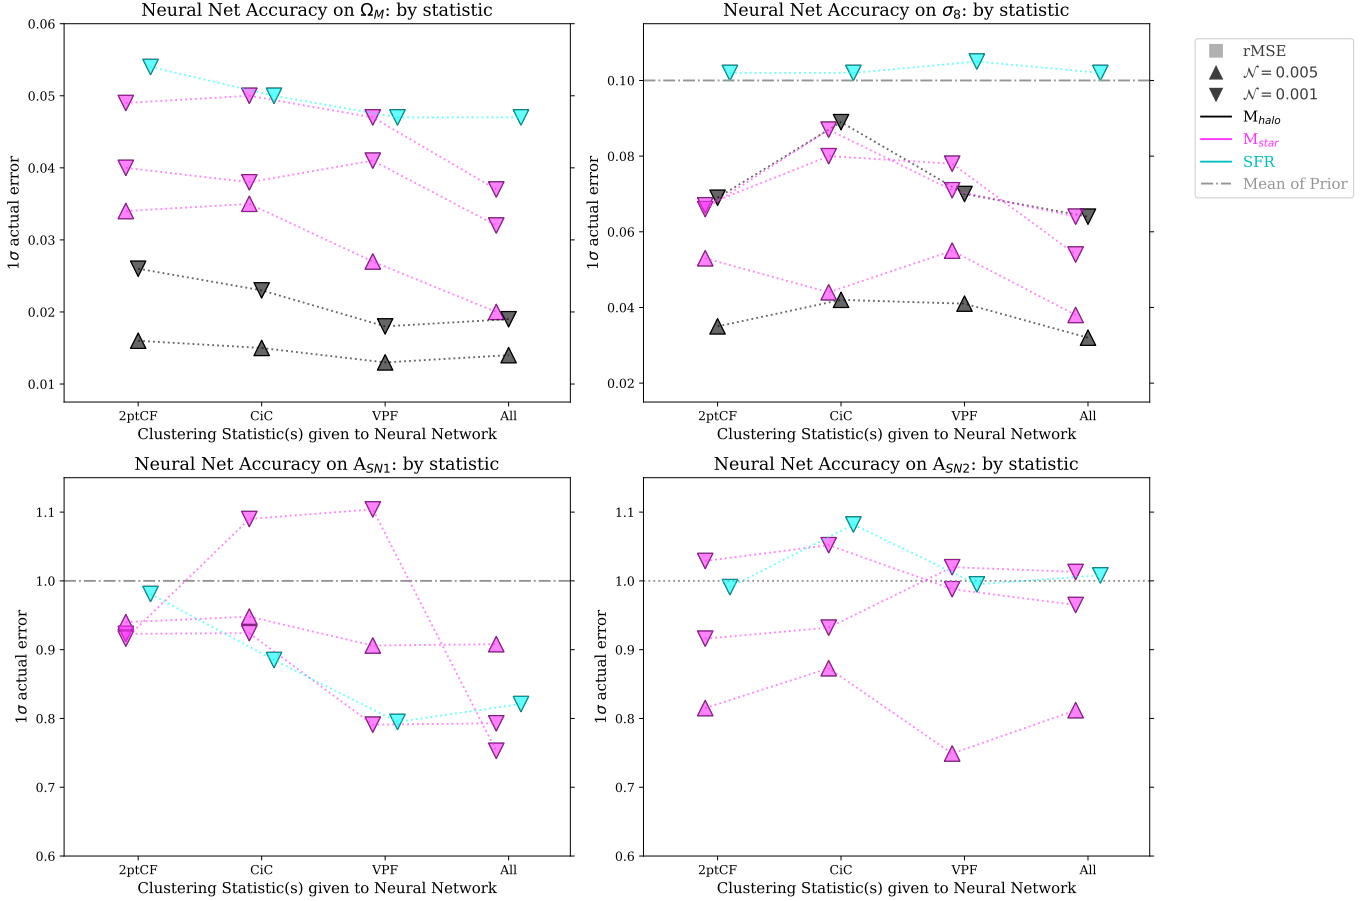 Neural Net Accuracy on Ω_M: by statistic
0.06
0.05
0.04
0.03
0.02
0.01
1σ actual error
2ptCF CiC VPF All
Clustering Statistic(s) given to Neural Network
Neural Net Accuracy on σ_8: by statistic
0.10
0.08
0.06
0.04
0.02
1σ actual error
2ptCF CiC VPF All
Clustering Statistic(s) given to Neural Network
rMSE
𝒩 = 0.005
𝒩 = 0.001
M_halo
M_star
SFR
Mean of Prior
Neural Net Accuracy on A_SN1: by statistic
1.1
1.0
0.9
0.8
0.7
0.6
1σ actual error
2ptCF CiC VPF All
Clustering Statistic(s) given to Neural Network
Neural Net Accuracy on A_SN2: by statistic
1.1
1.0
0.9
0.8
0.7
0.6
1σ actual error
2ptCF CiC VPF All
Clustering Statistic(s) given to Neural Network